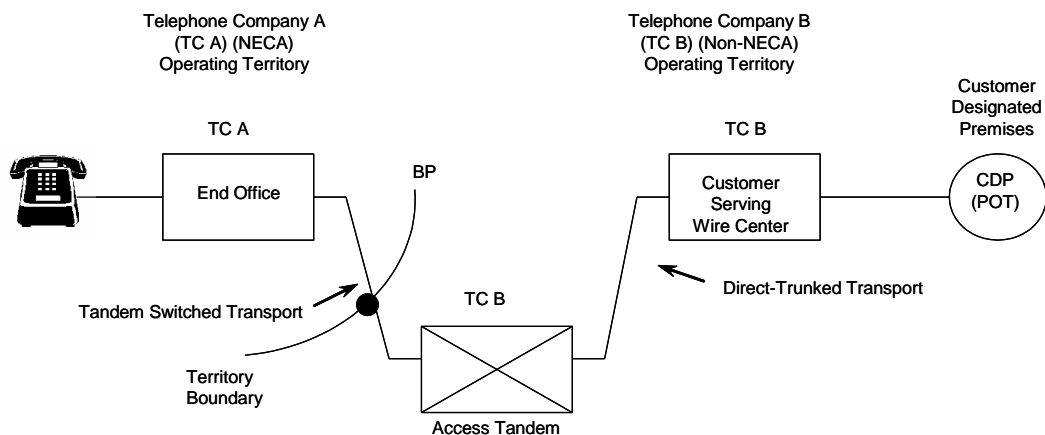 Telephone Company A
(TC A) (NECA)
Operating Territory
Telephone Company B
(TC B) (Non-NECA)
Operating Territory
Customer
Designated
Premises
TC A
TC B
BP
End Office
Customer
Serving
Wire Center
CDP
(POT)
Tandem Switched Transport
TC B
Direct-Trunked Transport
Territory
Boundary
Access Tandem